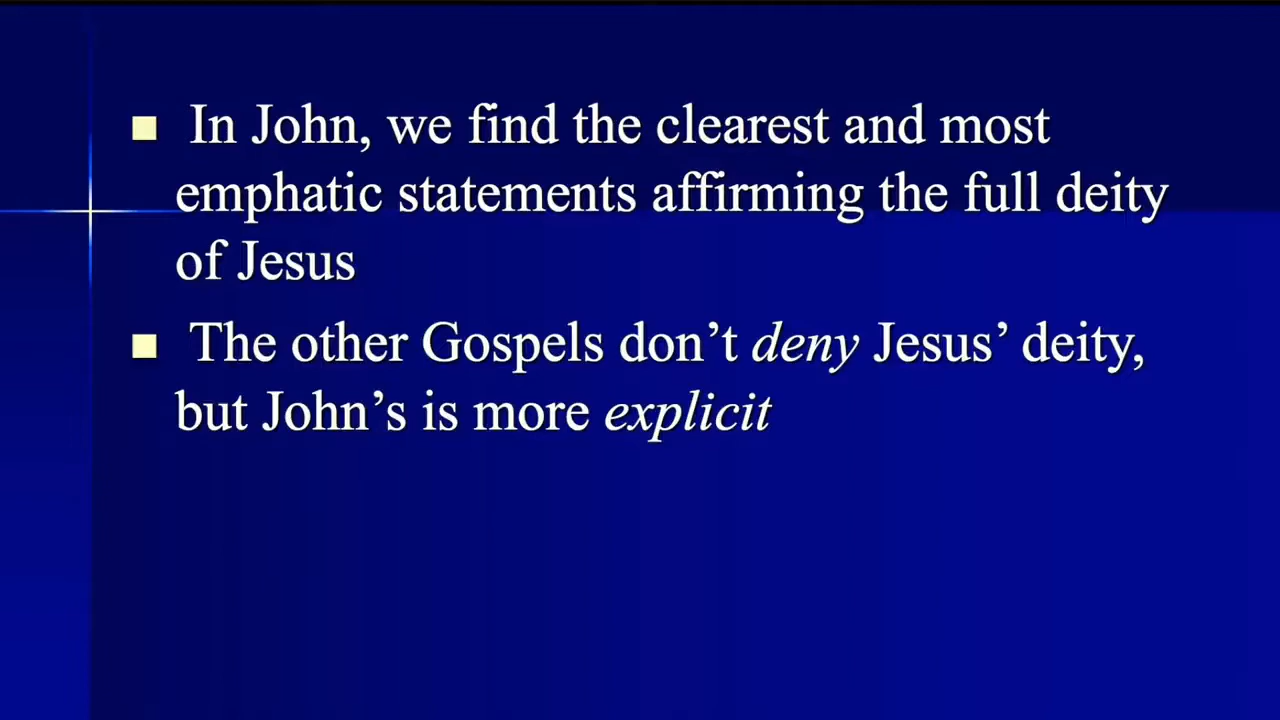 In John, we find the clearest and most
emphatic statements affirming the full deity
of Jesus
The other Gospels don’t deny Jesus’ deity,
but John’s is more explicit